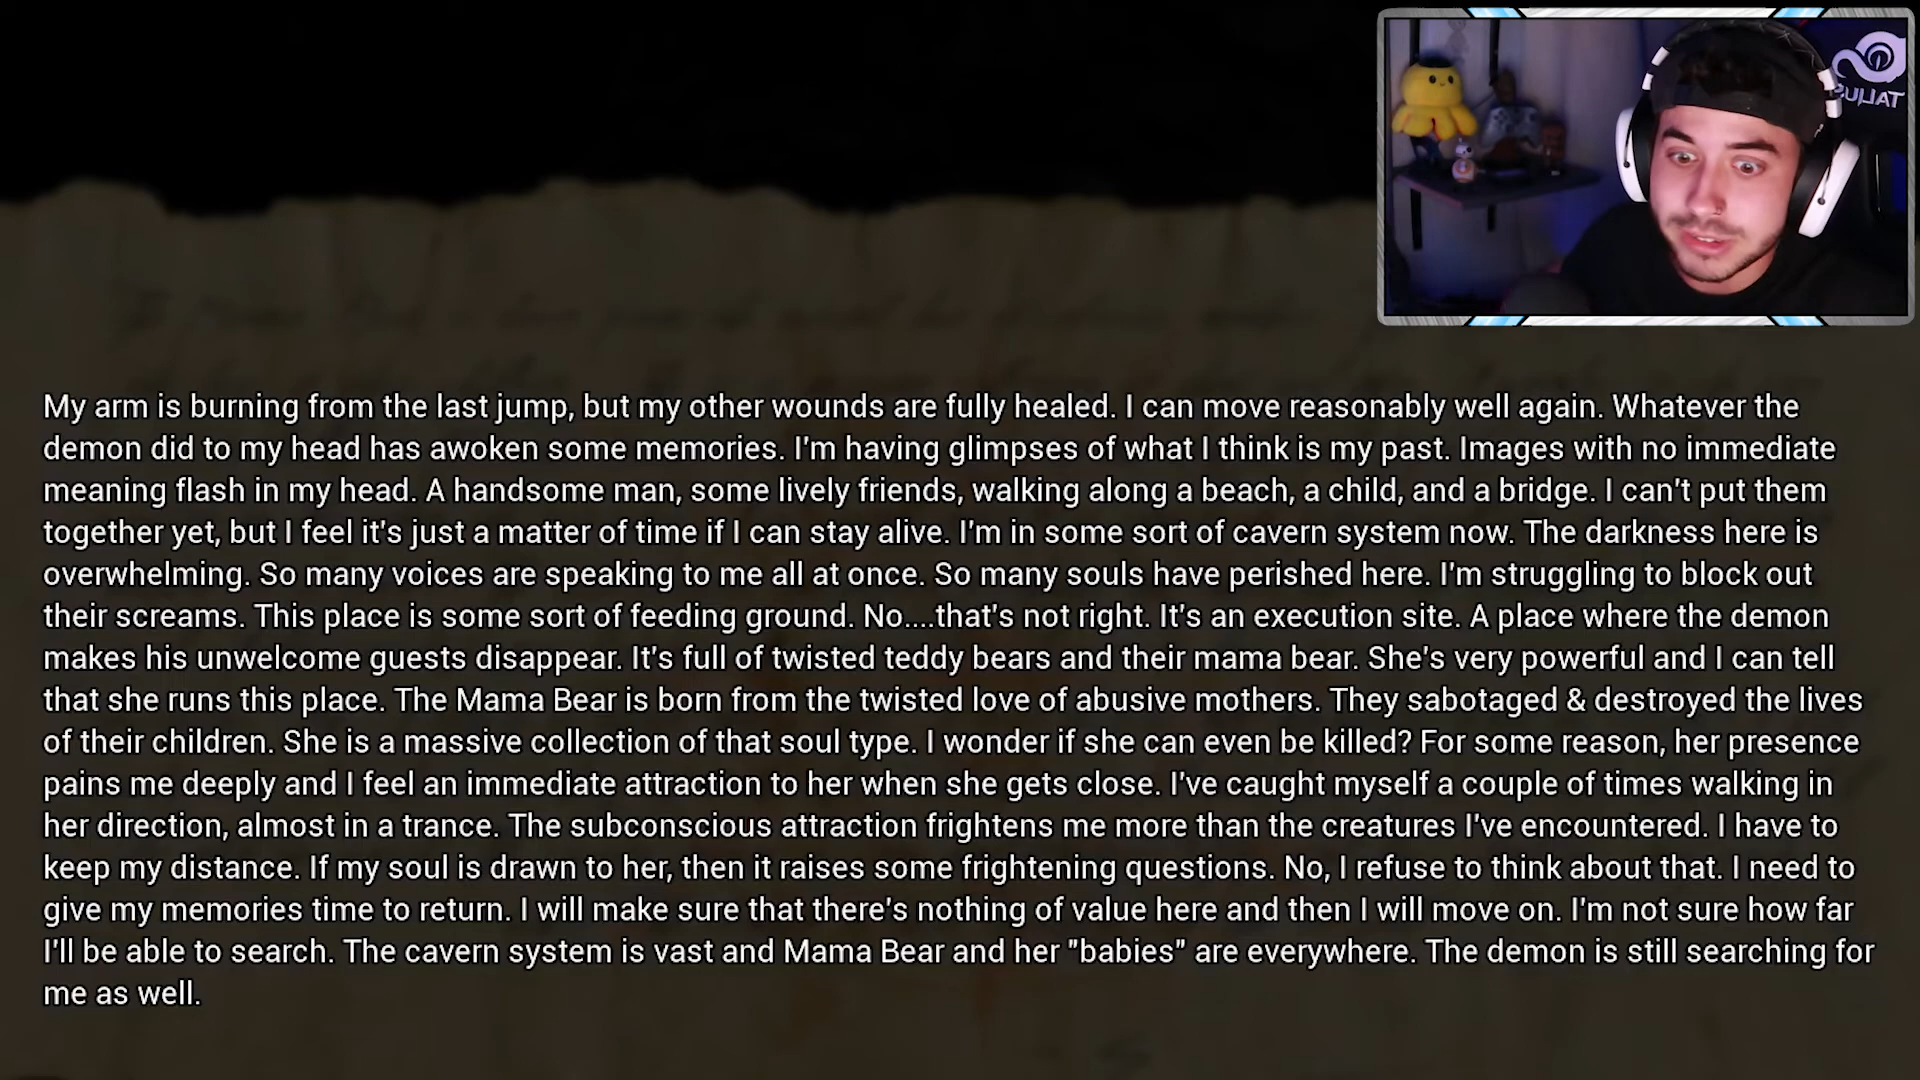 TALIUS
My arm is burning from the last jump, but my other wounds are fully healed. I can move reasonably well again. Whatever the
demon did to my head has awoken some memories. I'm having glimpses of what I think is my past. Images with no immediate
meaning flash in my head. A handsome man, some lively friends, walking along a beach, a child, and a bridge. I can't put them
together yet, but I feel it's just a matter of time if I can stay alive. I'm in some sort of cavern system now. The darkness here is
overwhelming. So many voices are speaking to me all at once. So many souls have perished here. I'm struggling to block out
their screams. This place is some sort of feeding ground. No....that's not right. It's an execution site. A place where the demon
makes his unwelcome guests disappear. It's full of twisted teddy bears and their mama bear. She's very powerful and I can tell
that she runs this place. The Mama Bear is born from the twisted love of abusive mothers. They sabotaged & destroyed the lives
of their children. She is a massive collection of that soul type. I wonder if she can even be killed? For some reason, her presence
pains me deeply and I feel an immediate attraction to her when she gets close. I've caught myself a couple of times walking in
her direction, almost in a trance. The subconscious attraction frightens me more than the creatures I've encountered. I have to
keep my distance. If my soul is drawn to her, then it raises some frightening questions. No, I refuse to think about that. I need to
give my memories time to return. I will make sure that there's nothing of value here and then I will move on. I'm not sure how far
I'll be able to search. The cavern system is vast and Mama Bear and her "babies" are everywhere. The demon is still searching for
me as well.